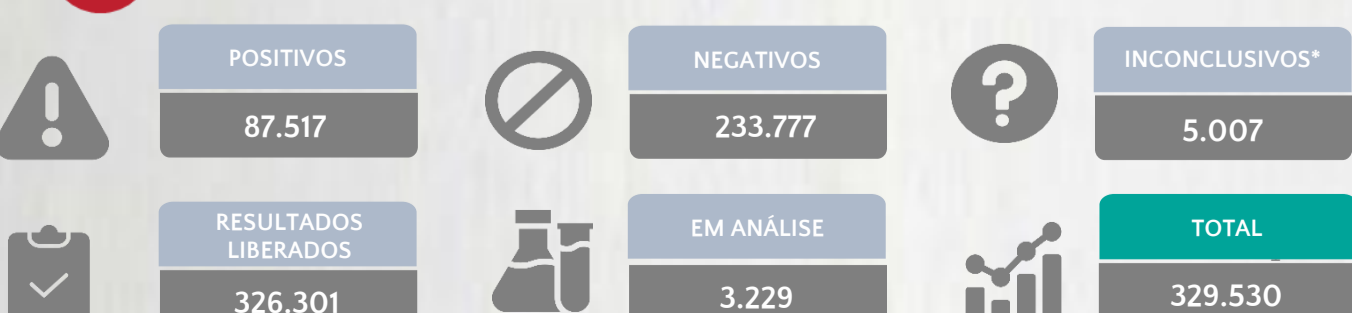 POSITIVOS
87.517
NEGATIVOS
233.777
INCONCLUSIVOS*
5.007
RESULTADOS
LIBERADOS
326.301
EM ANÁLISE
3.229
TOTAL
329.530